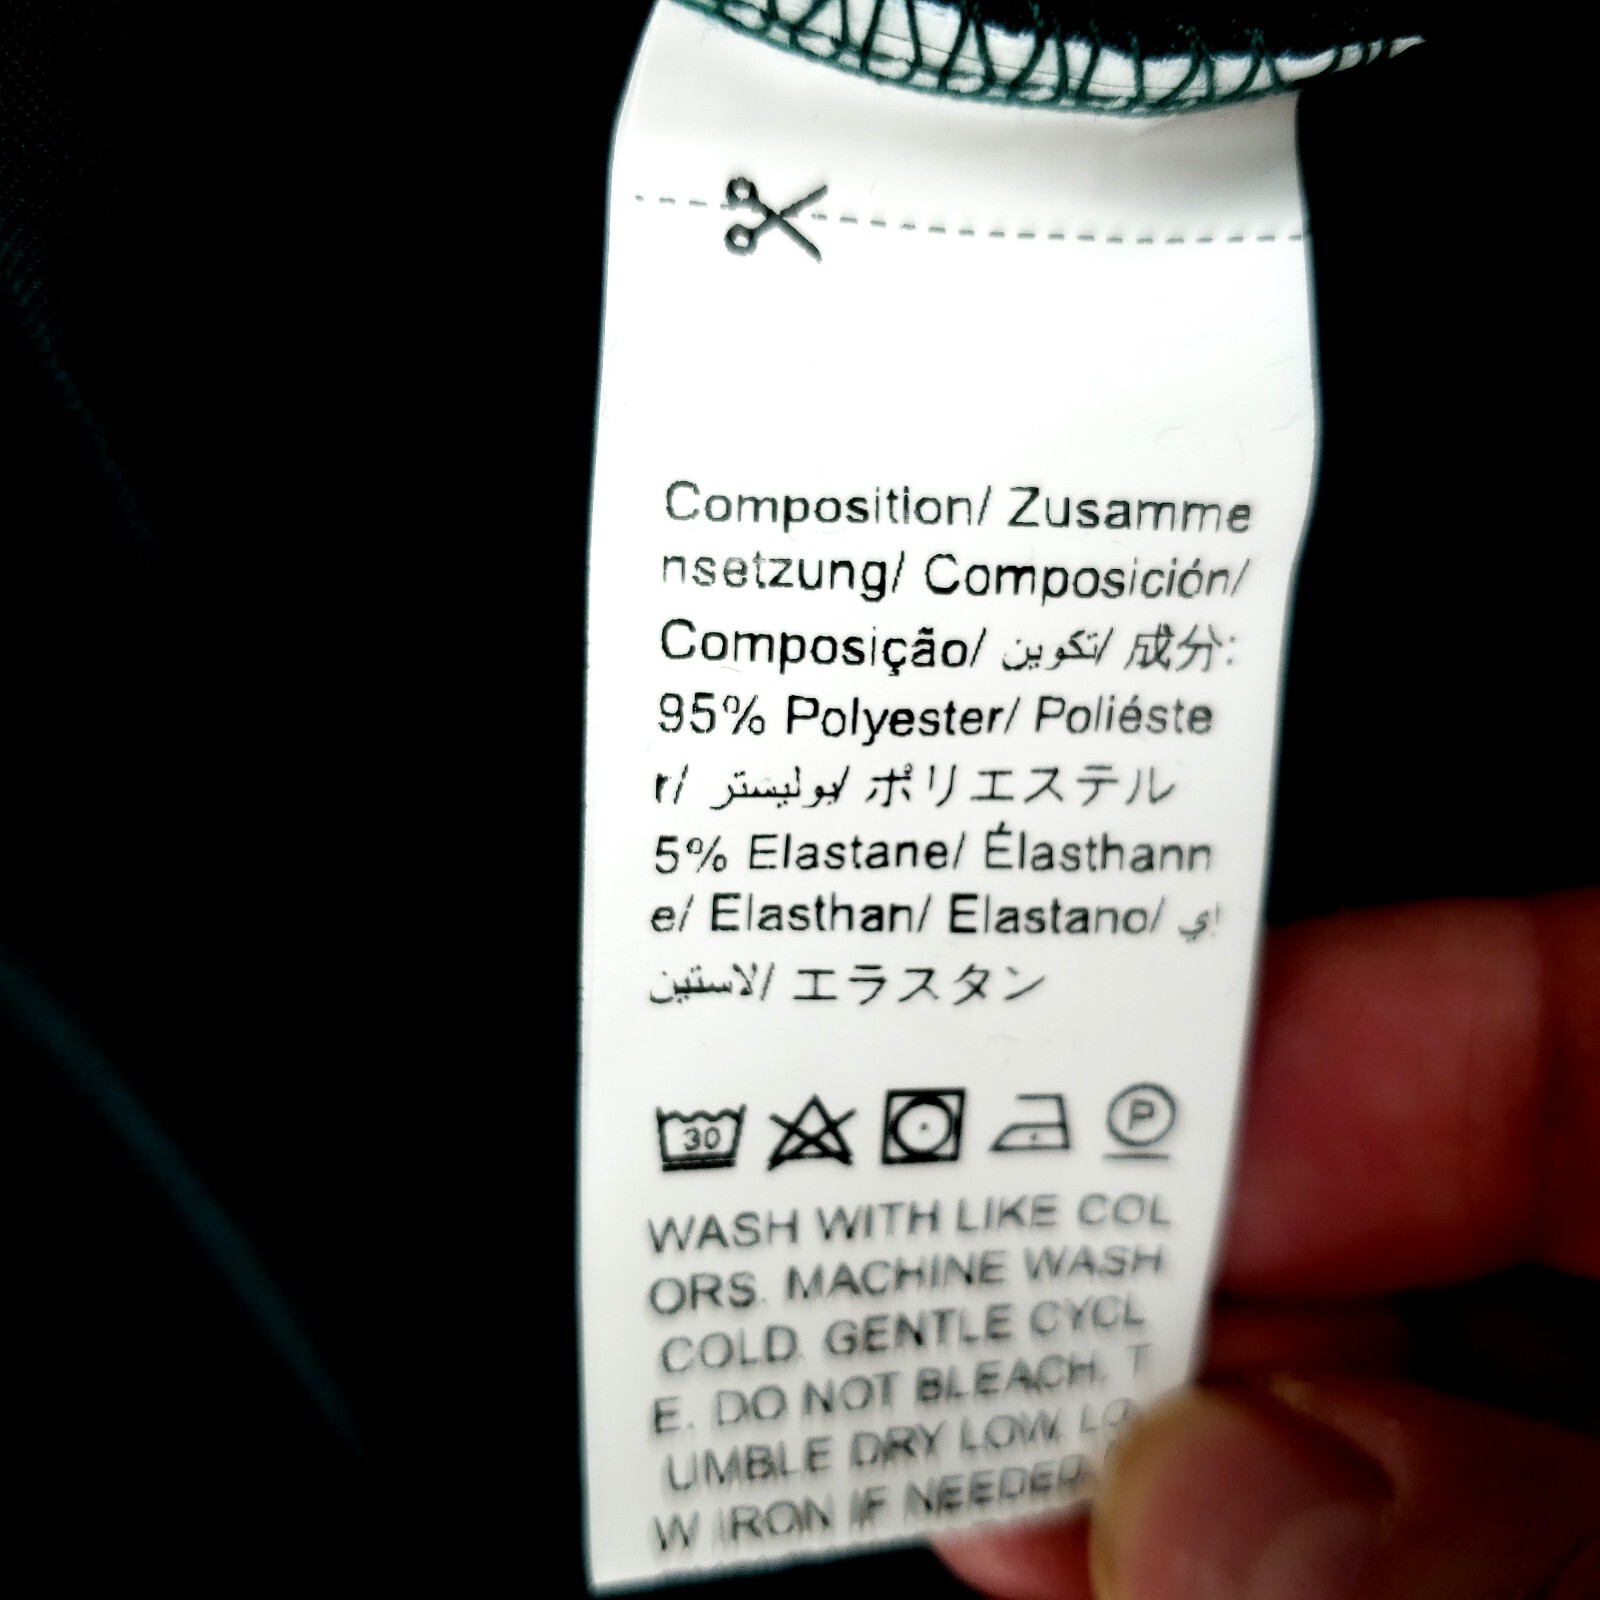 Composition/ Zusamme
nsetzung/ Composición/
Composição/ تكوين/ 成分:
95% Polyester/ Poliéste
r/ بوليستر/ ポリエステル
5% Elastane/ Élasthann
e/ Elasthan/ Elastano/ إي
لاستين/ エラスタン
30 P
WASH WITH LIKE COL
ORS. MACHINE WASH
COLD. GENTLE CYCL
E. DO NOT BLEACH. T
UMBLE DRY LOW. LO
W IRON IF NEEDED